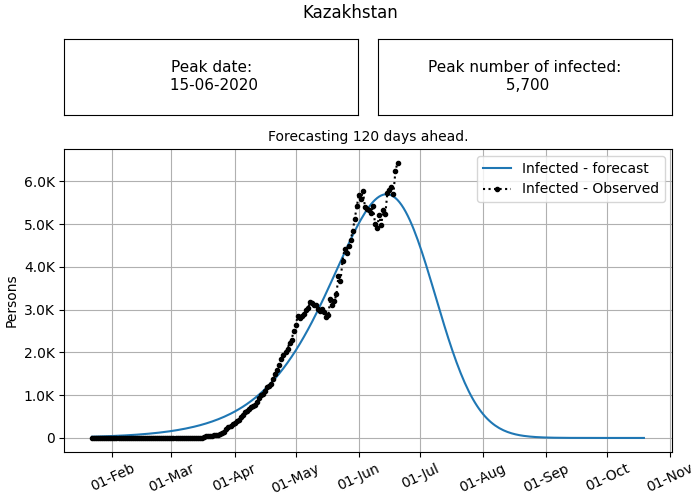 Kazakhstan
Peak date:
15-06-2020
Peak number of infected:
5,700
Forecasting 120 days ahead.
Infected - forecast
Infected - Observed
Persons
6.0K
5.0K
4.0K
3.0K
2.0K
1.0K
0
01-Feb
01-Mar
01-Apr
01-May
01-Jun
01-Jul
01-Aug
01-Sep
01-Oct
01-Nov